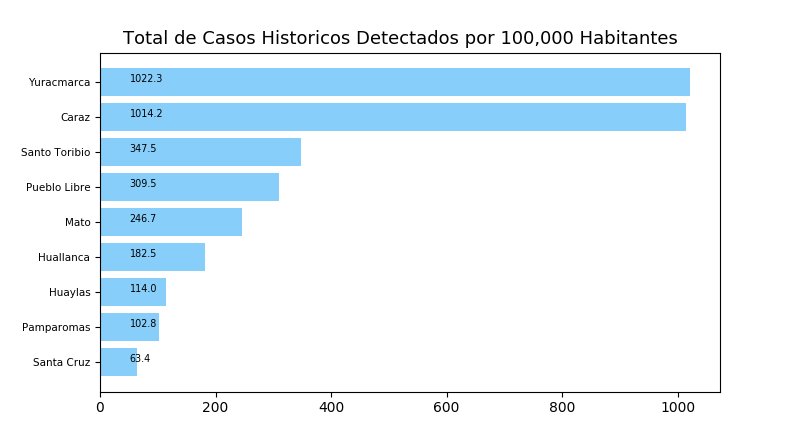 Total de Casos Historicos Detectados por 100,000 Habitantes
Yuracmarca 1022.3
Caraz 1014.2
Santo Toribio 347.5
Pueblo Libre 309.5
Mato 246.7
Huallanca 182.5
Huaylas 114.0
Pamparomas 102.8
Santa Cruz 63.4
0 200 400 600 800 1000